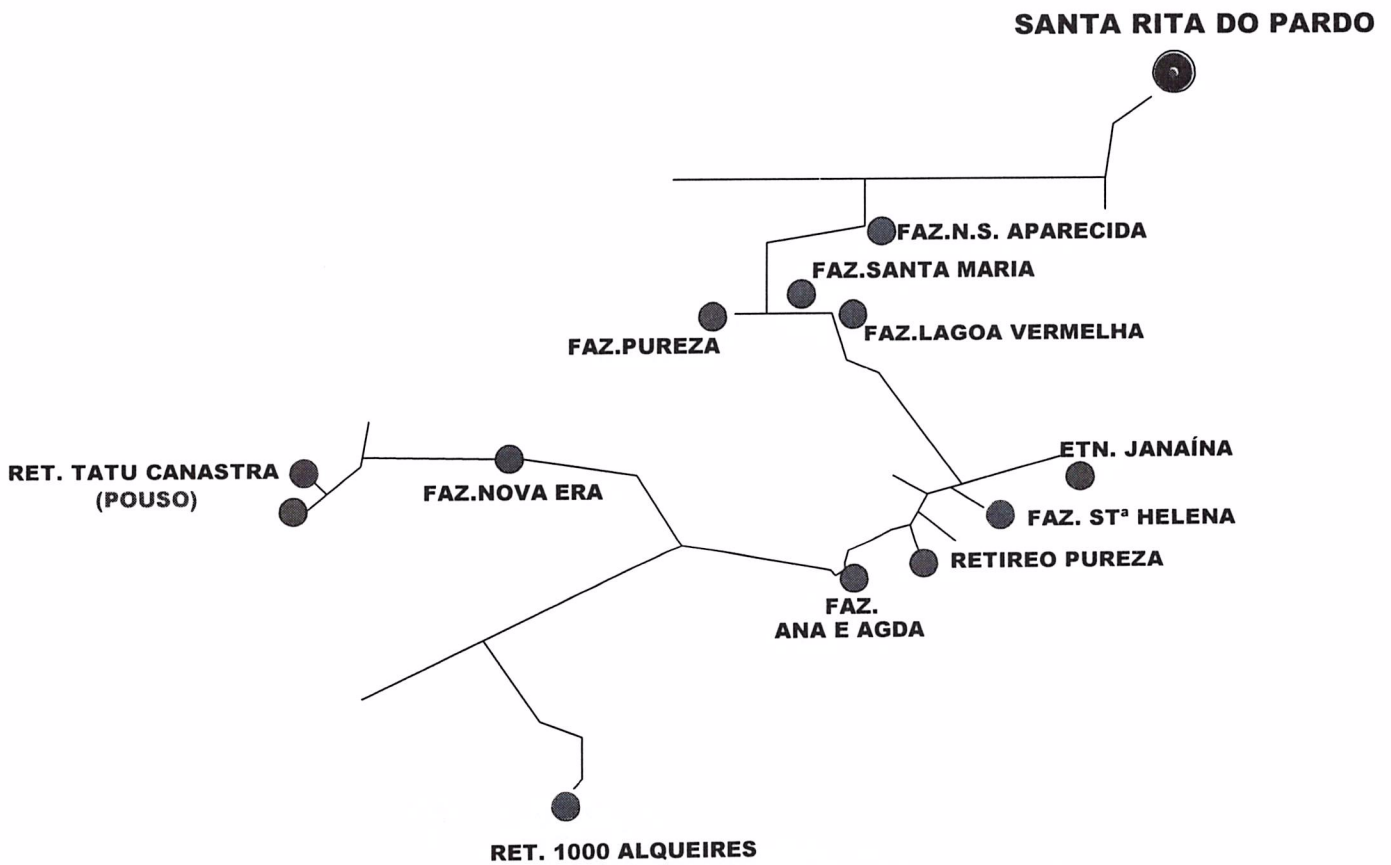 SANTA RITA DO PARDO
FAZ.N.S. APARECIDA
FAZ.SANTA MARIA
FAZ.LAGOA VERMELHA
FAZ.PUREZA
ETN. JANAÍNA
RET. TATU CANASTRA
(POUSO)
FAZ.NOVA ERA
FAZ. STª HELENA
RETIREO PUREZA
FAZ.
ANA E AGDA
RET. 1000 ALQUEIRES